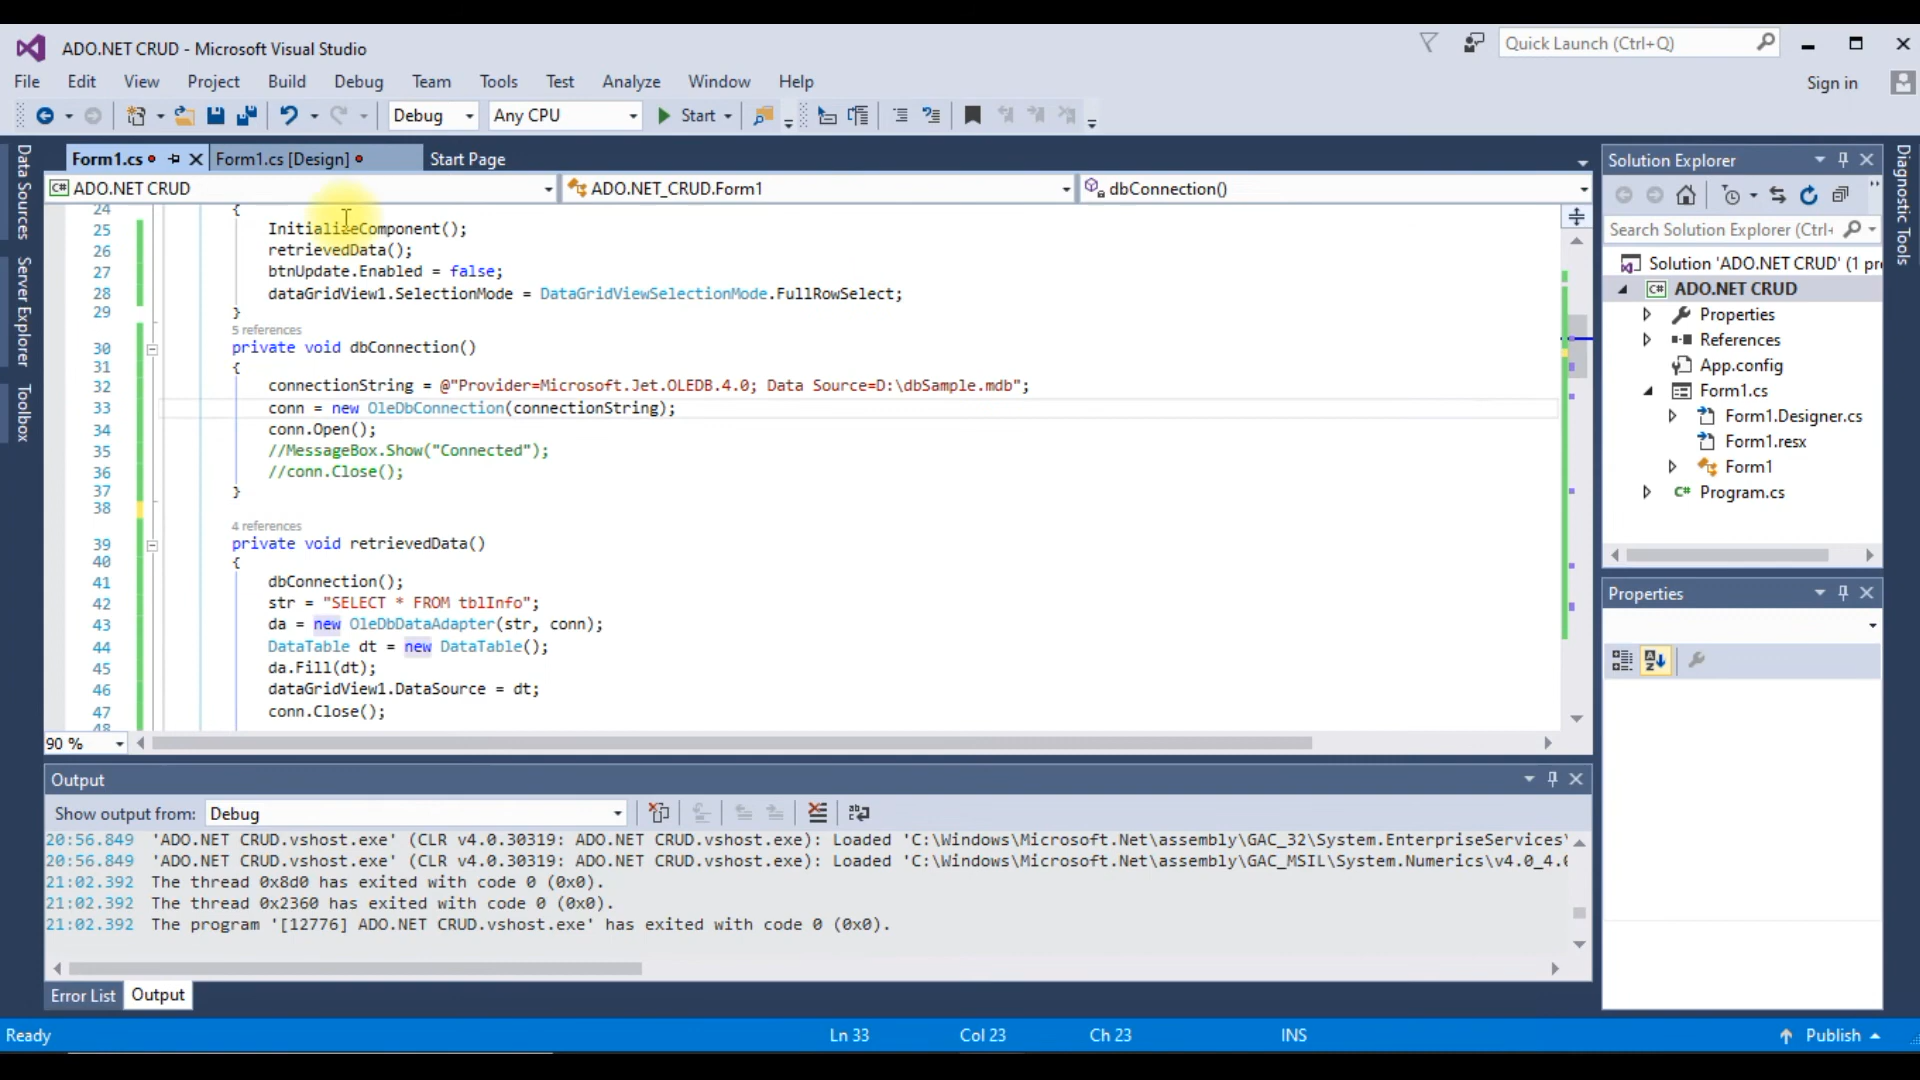 ADO.NET CRUD - Microsoft Visual Studio
Quick Launch (Ctrl+Q)
File Edit View Project Build Debug Team Tools Test Analyze Window Help
Sign in
Debug Any CPU Start
Data Sources
Server Explorer
Toolbox
Form1.cs Form1.cs [Design] Start Page
ADO.NET CRUD ADO.NET_CRUD.Form1 dbConnection()
24 {
25 InitializeComponent();
26 retrievedData();
27 btnUpdate.Enabled = false;
28 dataGridView1.SelectionMode = DataGridViewSelectionMode.FullRowSelect;
29 }
5 references
30 private void dbConnection()
31 {
32 connectionString = @"Provider=Microsoft.Jet.OLEDB.4.0; Data Source=D:\dbSample.mdb";
33 conn = new OleDbConnection(connectionString);
34 conn.Open();
35 //MessageBox.Show("Connected");
36 //conn.Close();
37 }
38
4 references
39 private void retrievedData()
40 {
41 dbConnection();
42 str = "SELECT * FROM tblInfo";
43 da = new OleDbDataAdapter(str, conn);
44 DataTable dt = new DataTable();
45 da.Fill(dt);
46 dataGridView1.DataSource = dt;
47 conn.Close();
48
90 %
Output
Show output from: Debug
20:56.849 'ADO.NET CRUD.vshost.exe' (CLR v4.0.30319: ADO.NET CRUD.vshost.exe): Loaded 'C:\Windows\Microsoft.Net\assembly\GAC_32\System.EnterpriseServices\
20:56.849 'ADO.NET CRUD.vshost.exe' (CLR v4.0.30319: ADO.NET CRUD.vshost.exe): Loaded 'C:\Windows\Microsoft.Net\assembly\GAC_MSIL\System.Numerics\v4.0_4.0
21:02.392 The thread 0x8d0 has exited with code 0 (0x0).
21:02.392 The thread 0x2360 has exited with code 0 (0x0).
21:02.392 The program '[12776] ADO.NET CRUD.vshost.exe' has exited with code 0 (0x0).
Error List Output
Solution Explorer
Search Solution Explorer (Ctrl+
Solution 'ADO.NET CRUD' (1 pr
C# ADO.NET CRUD
Properties
References
App.config
Form1.cs
Form1.Designer.cs
Form1.resx
Form1
C# Program.cs
Properties
Diagnostic Tools
Ready Ln 33 Col 23 Ch 23 INS Publish